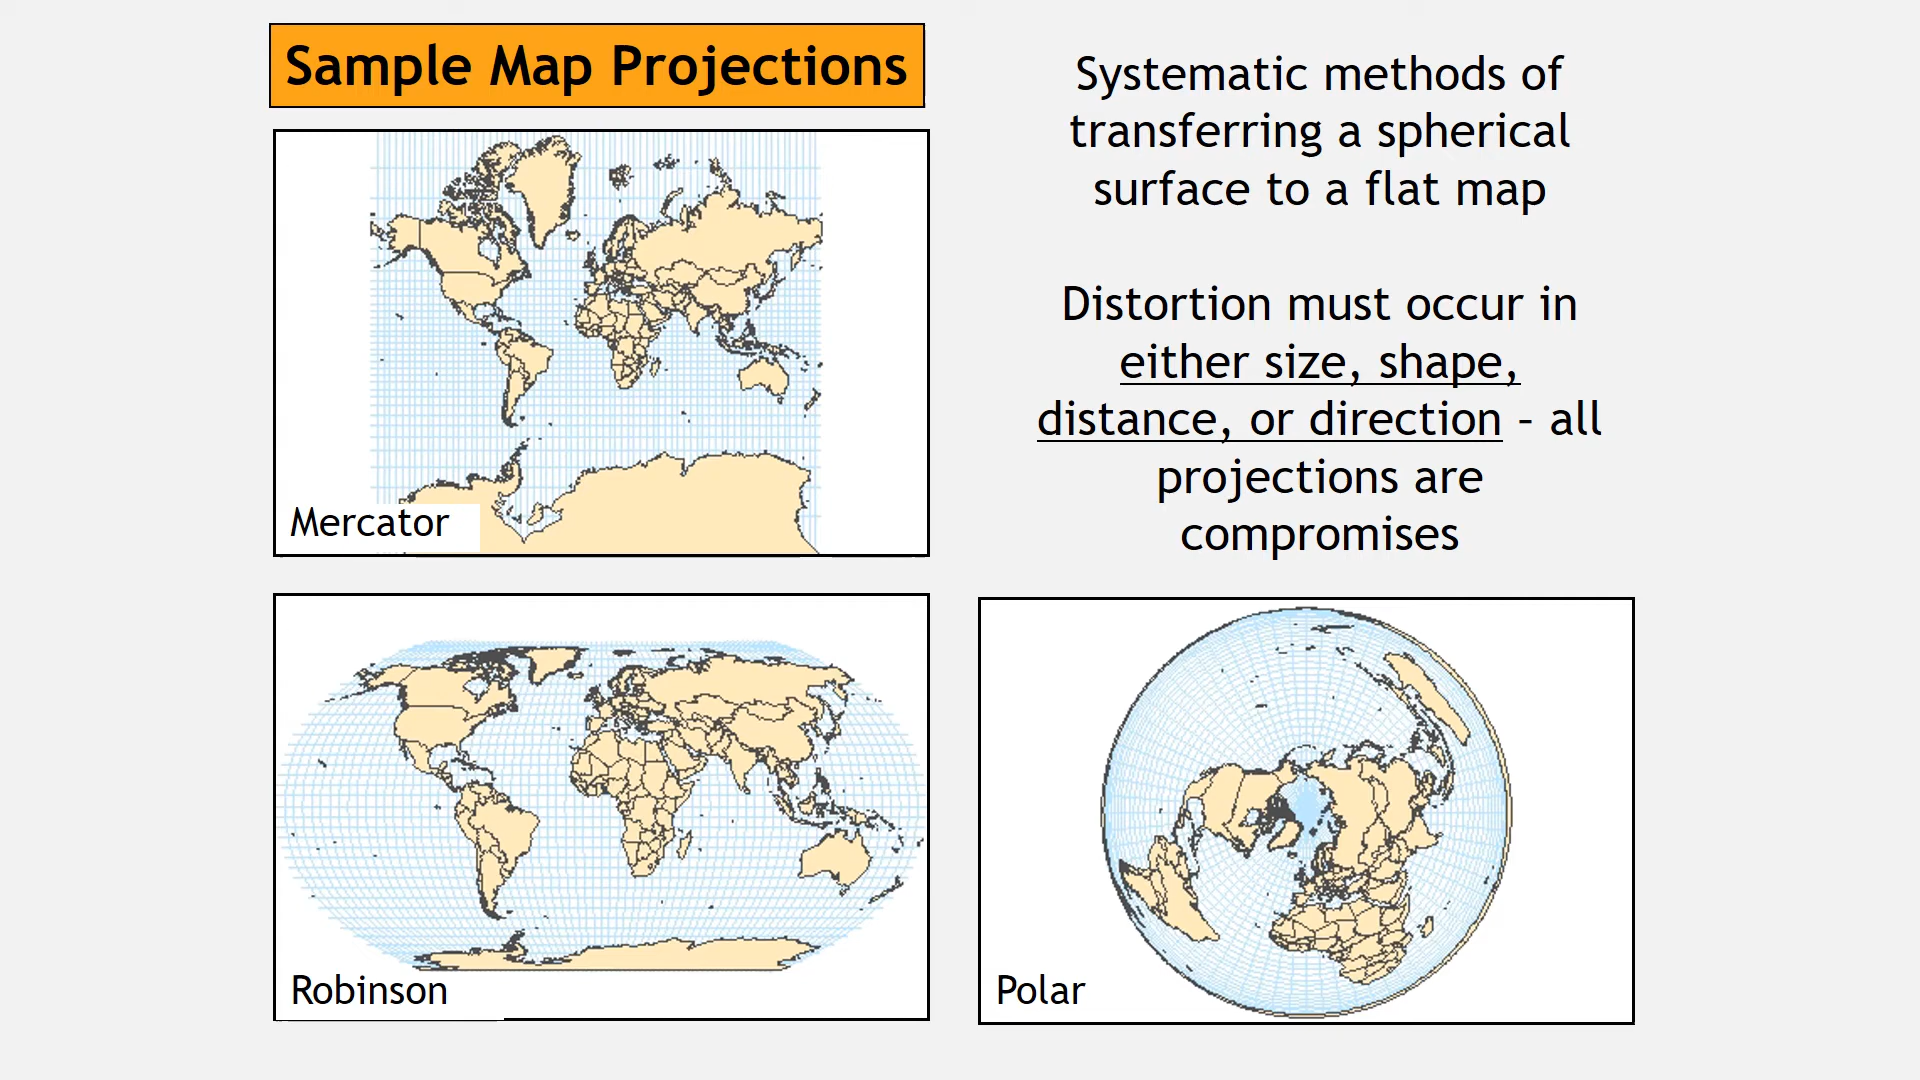 Sample Map Projections
Systematic methods of
transferring a spherical
surface to a flat map
Distortion must occur in
either size, shape,
distance, or direction – all
projections are
compromises
Mercator
Robinson
Polar